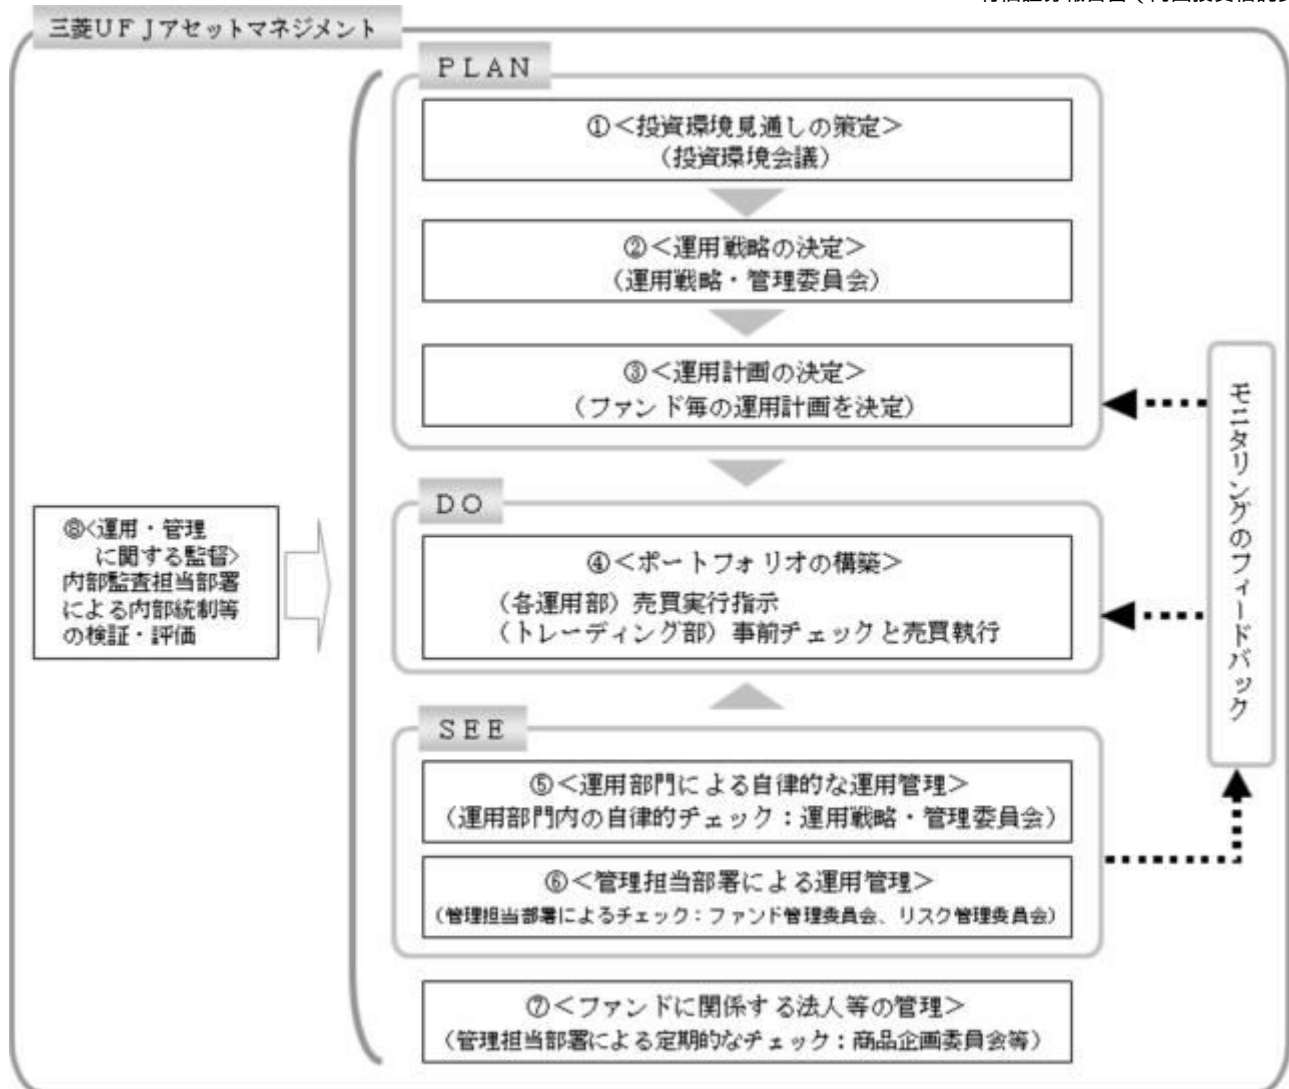 三菱ＵＦＪアセットマネジメント
ＰＬＡＮ
①＜投資環境見通しの策定＞
（投資環境会議）
②＜運用戦略の決定＞
（運用戦略・管理委員会）
③＜運用計画の決定＞
（ファンド毎の運用計画を決定）
ＤＯ
④＜ポートフォリオの構築＞
（各運用部）売買実行指示
（トレーディング部）事前チェックと売買執行
ＳＥＥ
⑤＜運用部門による自律的な運用管理＞
（運用部門内の自律的チェック：運用戦略・管理委員会）
⑥＜管理担当部署による運用管理＞
（管理担当部署によるチェック：ファンド管理委員会、リスク管理委員会）
⑦＜ファンドに関係する法人等の管理＞
（管理担当部署による定期的なチェック：商品企画委員会等）
⑧＜運用・管理
に関する監督＞
内部監査担当部署
による内部統制等
の検証・評価
モニタリングのフィードバック